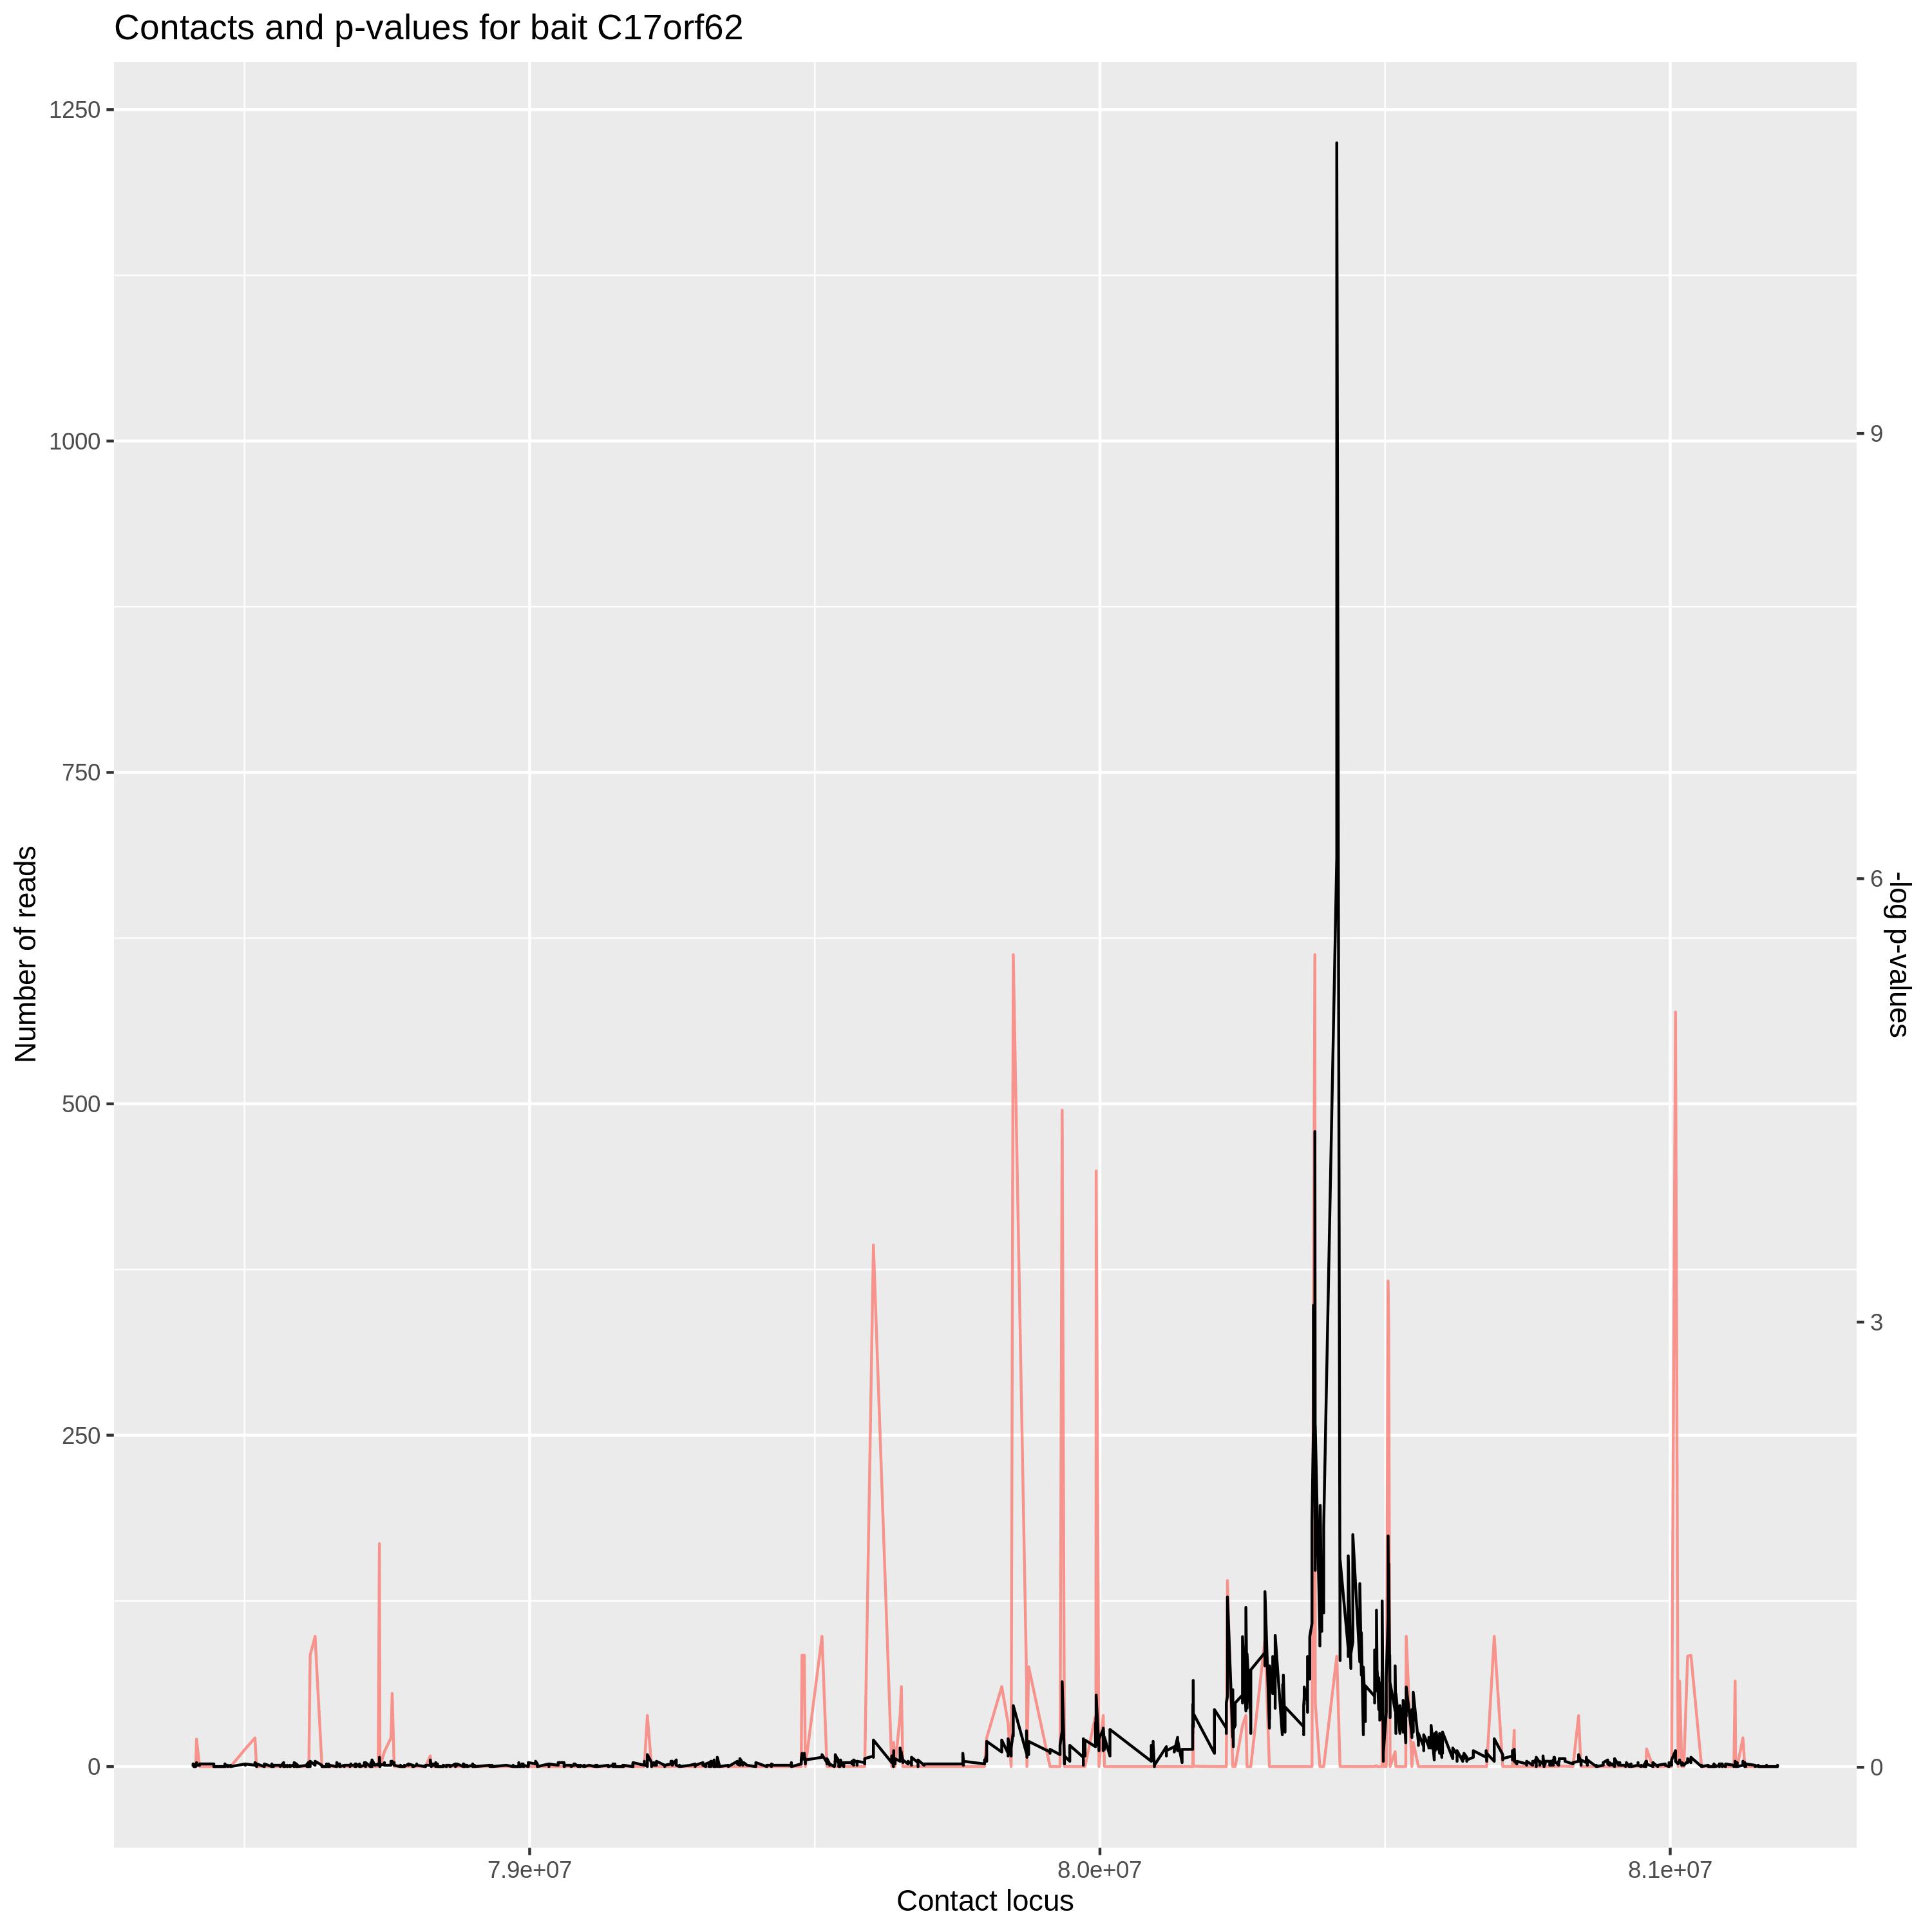 Contacts and p-values for bait C17orf62
1250
1000
750
500
250
0
Number of reads
9
6
3
0
-log p-values
7.9e+07
8.0e+07
8.1e+07
Contact locus